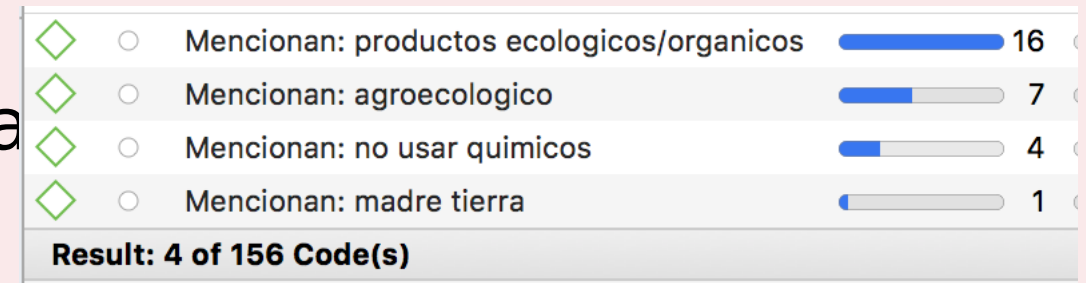 Mencionan: productos ecologicos/organicos 16
Mencionan: agroecologico 7
a
Mencionan: no usar quimicos 4
Mencionan: madre tierra 1
Result: 4 of 156 Code(s)